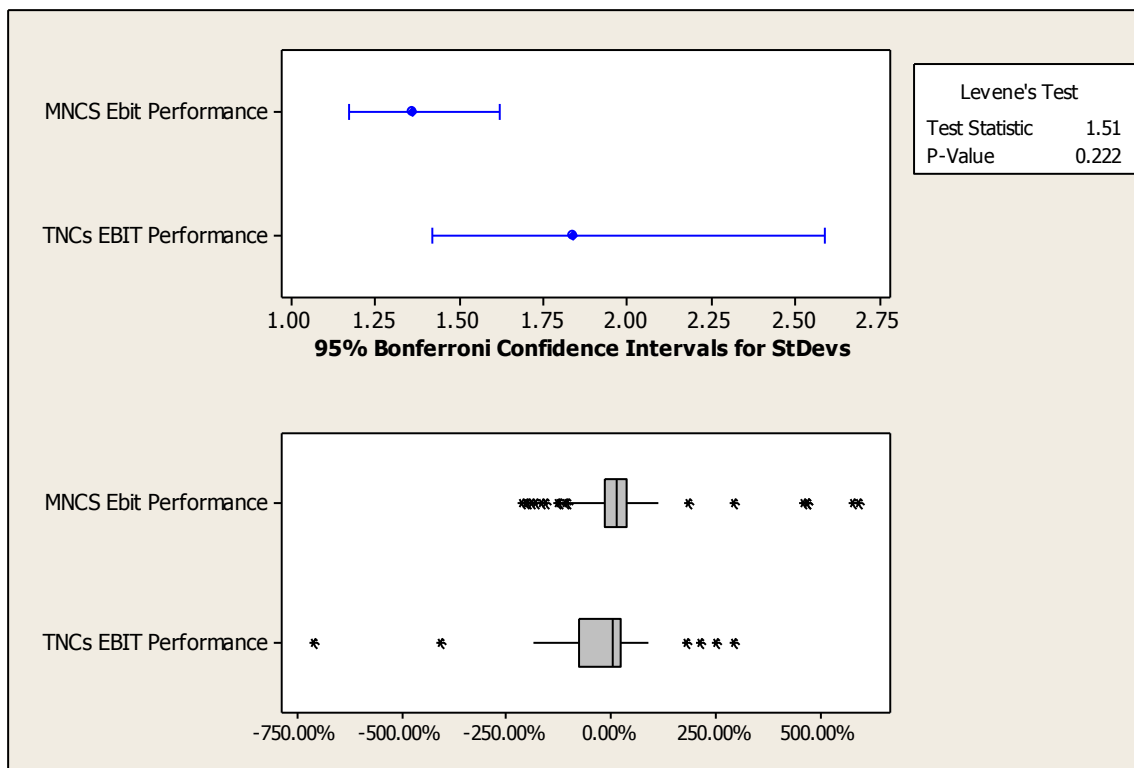 MNCS Ebit Performance
TNCs EBIT Performance
1.00 1.25 1.50 1.75 2.00 2.25 2.50 2.75
95% Bonferroni Confidence Intervals for StDevs
Levene's Test
Test Statistic 1.51
P-Value 0.222
MNCS Ebit Performance
TNCs EBIT Performance
-750.00% -500.00% -250.00% 0.00% 250.00% 500.00%